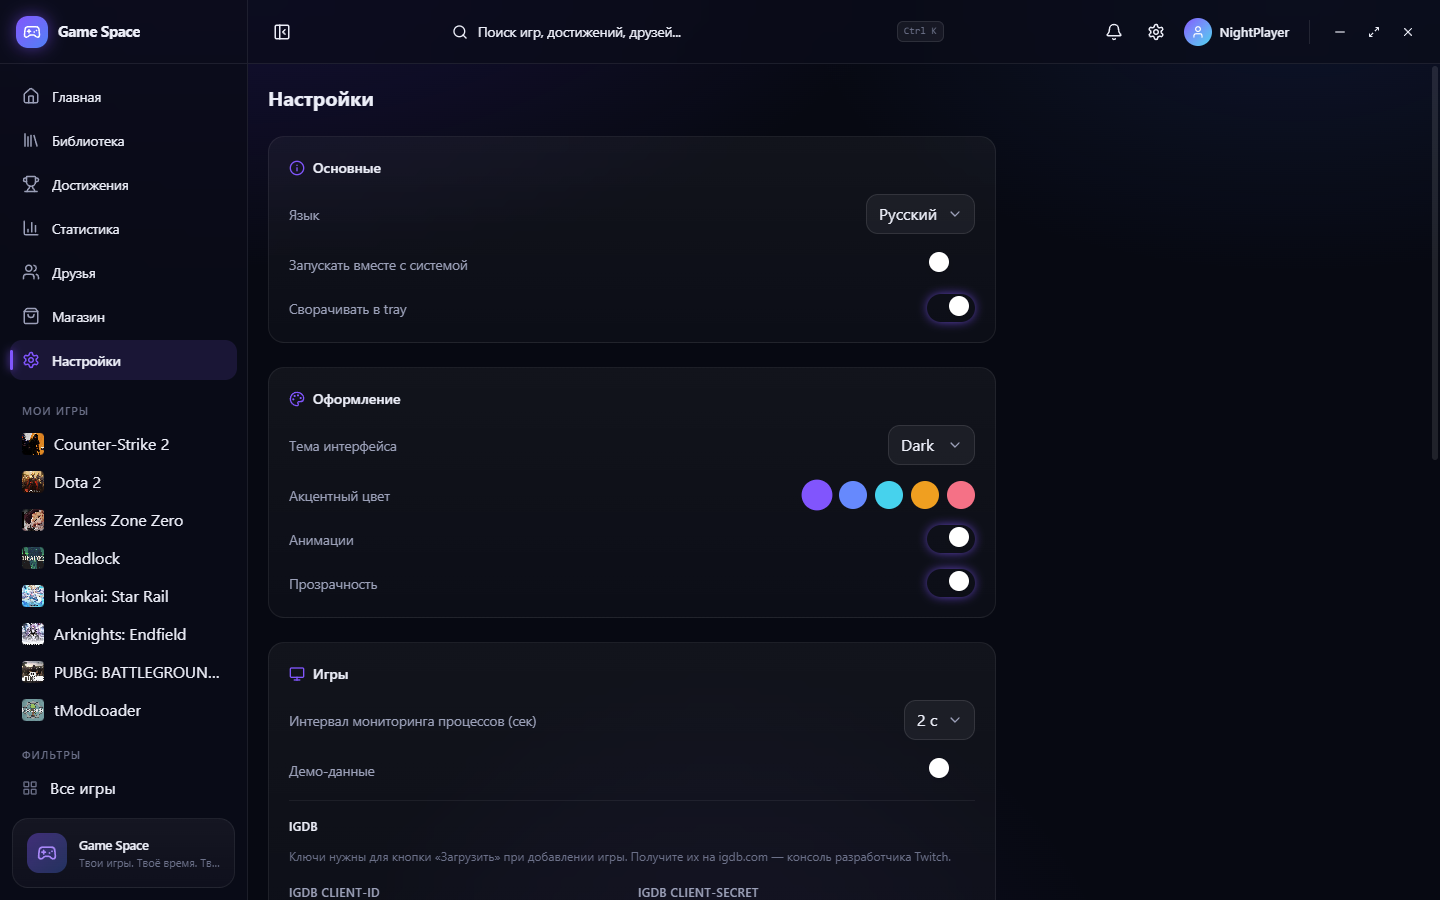 Game Space
Поиск игр, достижений, друзей...
Ctrl K
NightPlayer
Главная
Библиотека
Достижения
Статистика
Друзья
Магазин
Настройки
МОИ ИГРЫ
Counter-Strike 2
Dota 2
Zenless Zone Zero
Deadlock
Honkai: Star Rail
Arknights: Endfield
PUBG: BATTLEGROUN...
tModLoader
ФИЛЬТРЫ
Все игры
Game Space
Твои игры. Твоё время. Тв...
Настройки
Основные
Язык
Русский
Запускать вместе с системой
Сворачивать в tray
Оформление
Тема интерфейса
Dark
Акцентный цвет
Анимации
Прозрачность
Игры
Интервал мониторинга процессов (сек)
2 с
Демо-данные
IGDB
Ключи нужны для кнопки «Загрузить» при добавлении игры. Получите их на igdb.com — консоль разработчика Twitch.
IGDB CLIENT-ID
IGDB CLIENT-SECRET